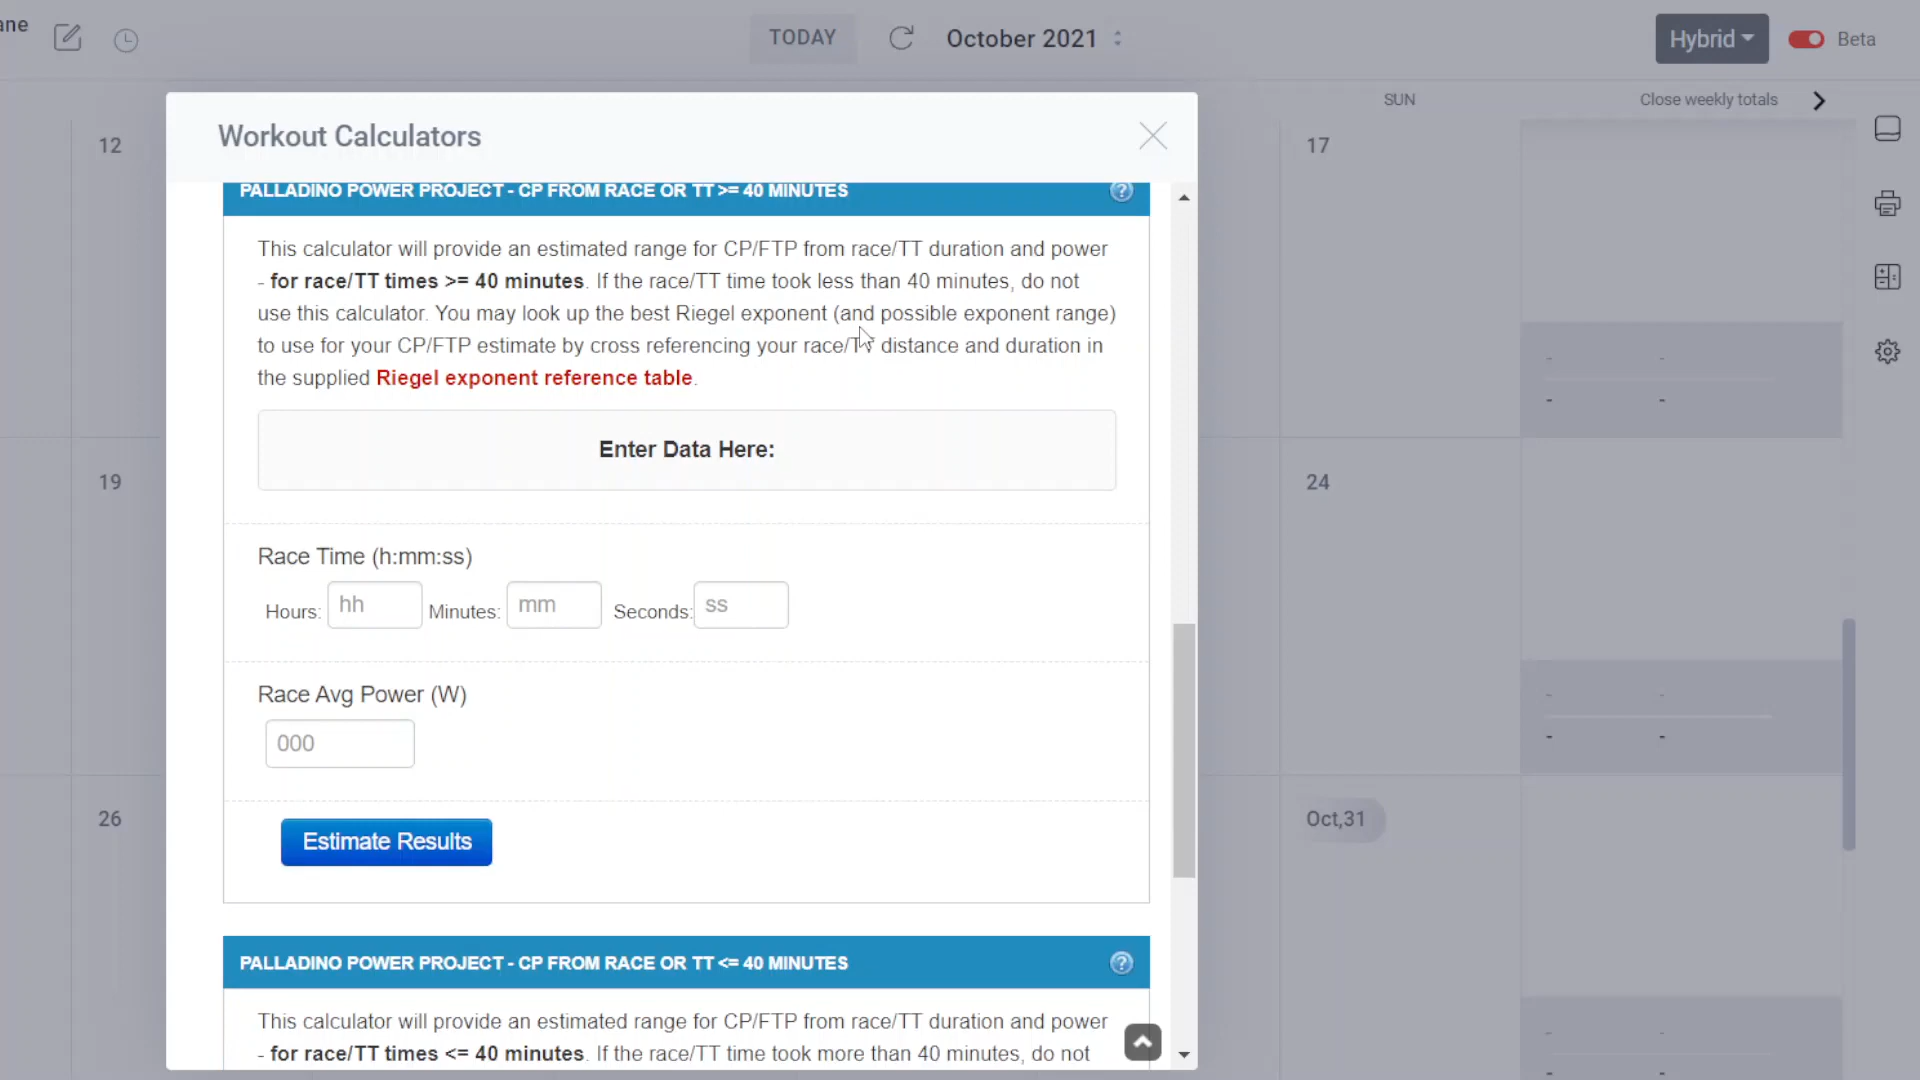 ane
TODAY
October 2021
Hybrid
Beta
SUN
Close weekly totals
12
17
Workout Calculators
PALLADINO POWER PROJECT - CP FROM RACE OR TT >= 40 MINUTES
This calculator will provide an estimated range for CP/FTP from race/TT duration and power
- for race/TT times >= 40 minutes. If the race/TT time took less than 40 minutes, do not
use this calculator. You may look up the best Riegel exponent (and possible exponent range)
to use for your CP/FTP estimate by cross referencing your race/TT distance and duration in
the supplied Riegel exponent reference table.
- -
- -
Enter Data Here:
19
24
Race Time (h:mm:ss)
Hours: hh Minutes: mm Seconds: ss
Race Avg Power (W)
000
- -
- -
26
Oct,31
Estimate Results
PALLADINO POWER PROJECT - CP FROM RACE OR TT <= 40 MINUTES
This calculator will provide an estimated range for CP/FTP from race/TT duration and power
- for race/TT times <= 40 minutes. If the race/TT time took more than 40 minutes, do not
- -
- -